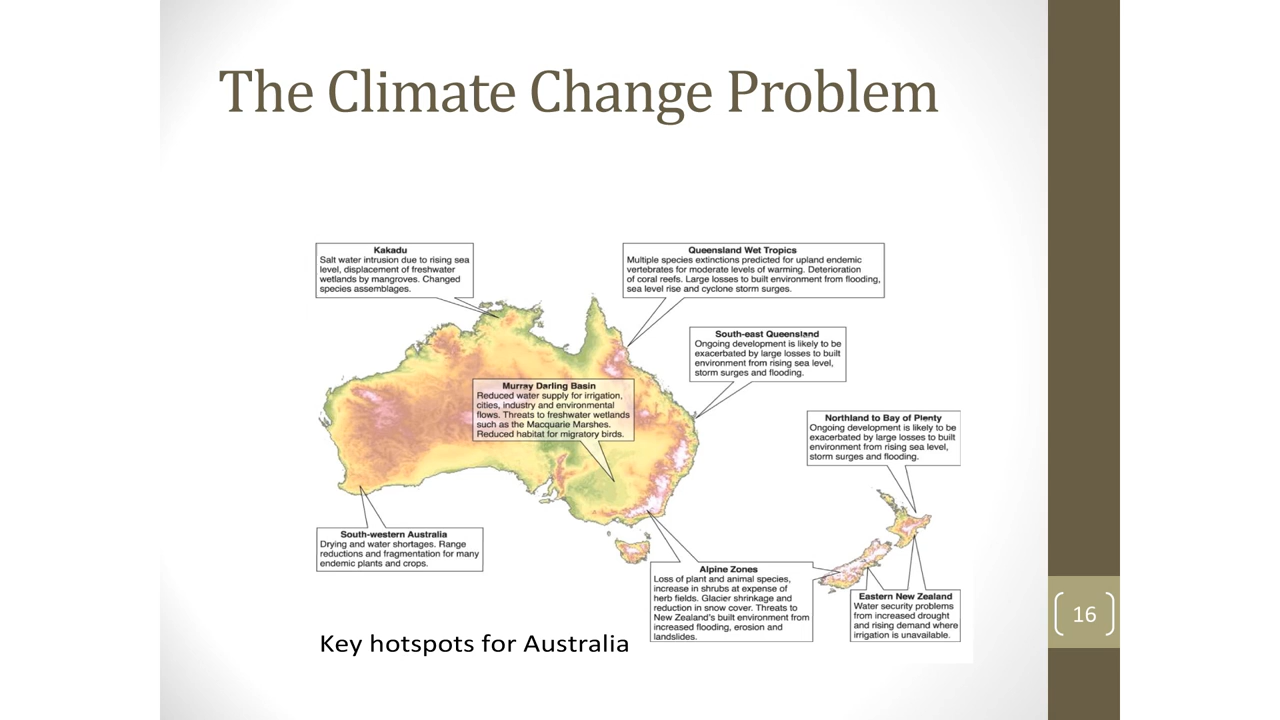 The Climate Change Problem
Kakadu
Salt water intrusion due to rising sea
level, displacement of freshwater
wetlands by mangroves. Changed
species assemblages.
Queensland Wet Tropics
Multiple species extinctions predicted for upland endemic
vertebrates for moderate levels of warming. Deterioration
of coral reefs. Large losses to built environment from flooding,
sea level rise and cyclone storm surges.
South-east Queensland
Ongoing development is likely to be
exacerbated by large losses to built
environment from rising sea level,
storm surges and flooding.
Murray Darling Basin
Reduced water supply for irrigation,
cities, industry and environmental
flows. Threats to freshwater wetlands
such as the Macquarie Marshes.
Reduced habitat for migratory birds.
Northland to Bay of Plenty
Ongoing development is likely to be
exacerbated by large losses to built
environment from rising sea level,
storm surges and flooding.
South-western Australia
Drying and water shortages. Range
reductions and fragmentation for many
endemic plants and crops.
Alpine Zones
Loss of plant and animal species,
increase in shrubs at expense of
herb fields. Glacier shrinkage and
reduction in snow cover. Threats to
New Zealand's built environment from
increased flooding, erosion and
landslides.
Eastern New Zealand
Water security problems
from increased drought
and rising demand where
irrigation is unavailable.
Key hotspots for Australia
16